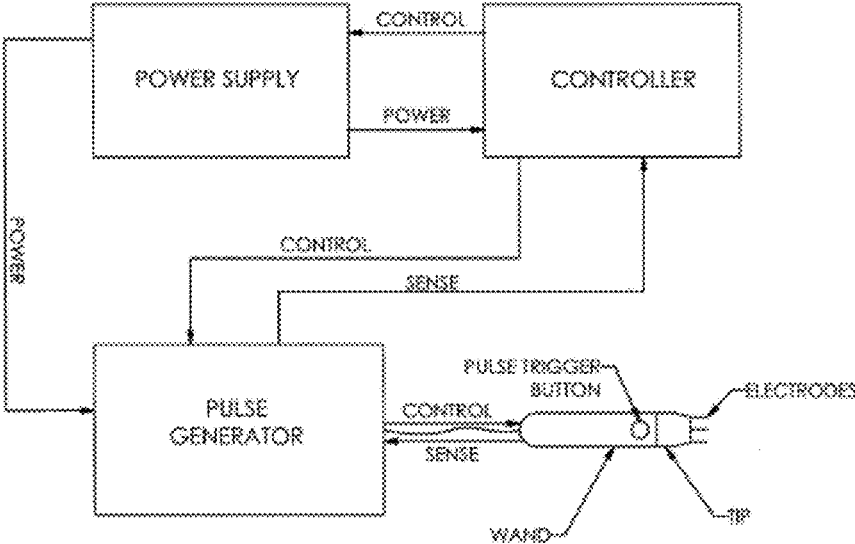 CONTROL
POWER SUPPLY
CONTROLLER
POWER
POWER
CONTROL
SENSE
PULSE TRIGGER
BUTTON
ELECTRODES
PULSE
GENERATOR
CONTROL
SENSE
WAND
TIP